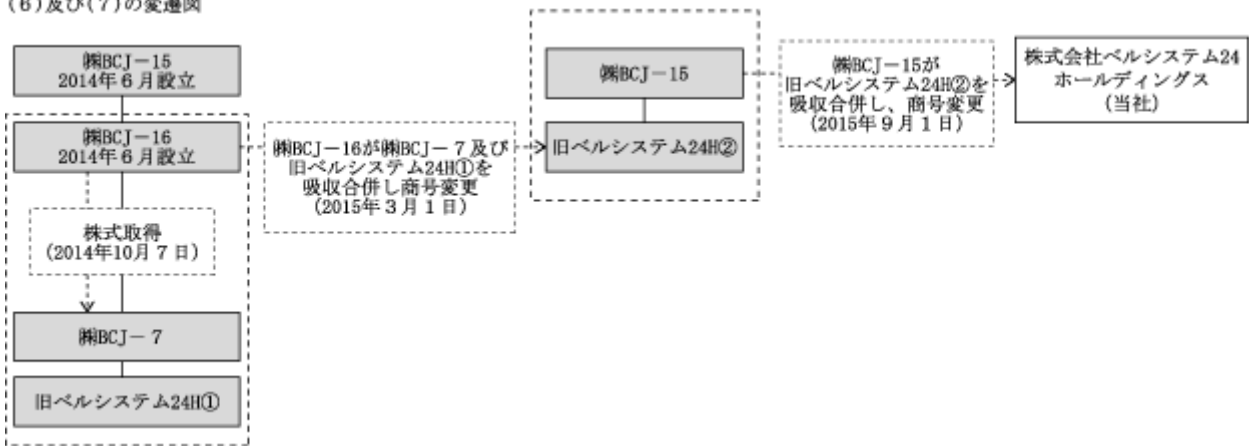 (6)及び(7)の変遷図
㈱BCJ－15
2014年６月設立
㈱BCJ－16
2014年６月設立
株式取得
(2014年10月７日)
㈱BCJ－７
旧ベルシステム24H①
㈱BCJ－16が㈱BCJ－７及び
旧ベルシステム24H①を
吸収合併し商号変更
(2015年３月１日)
㈱BCJ－15
旧ベルシステム24H②
㈱BCJ－15が
旧ベルシステム24H②を
吸収合併し、商号変更
(2015年９月１日)
株式会社ベルシステム24
ホールディングス
(当社)